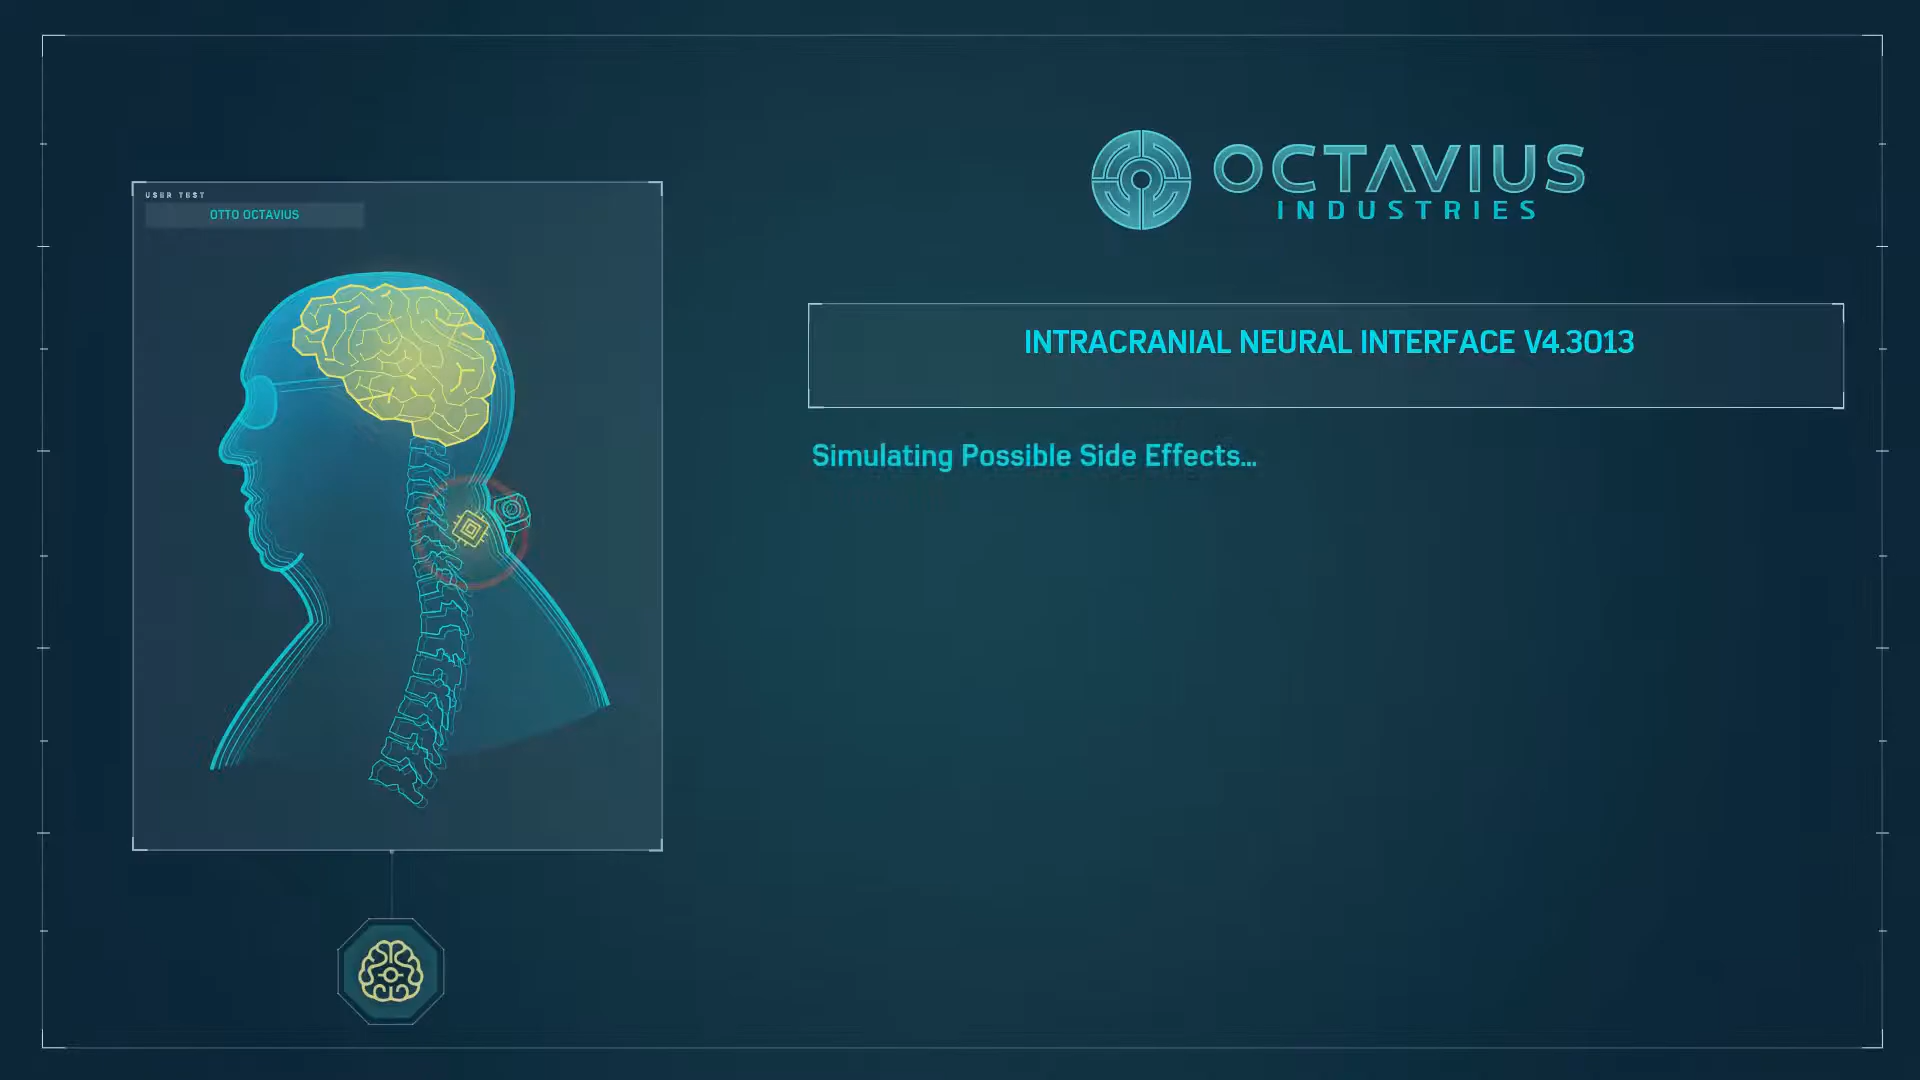 USER TEST
OTTO OCTAVIUS
OCTAVIUS
INDUSTRIES
INTRACRANIAL NEURAL INTERFACE V4.3013
Simulating Possible Side Effects...